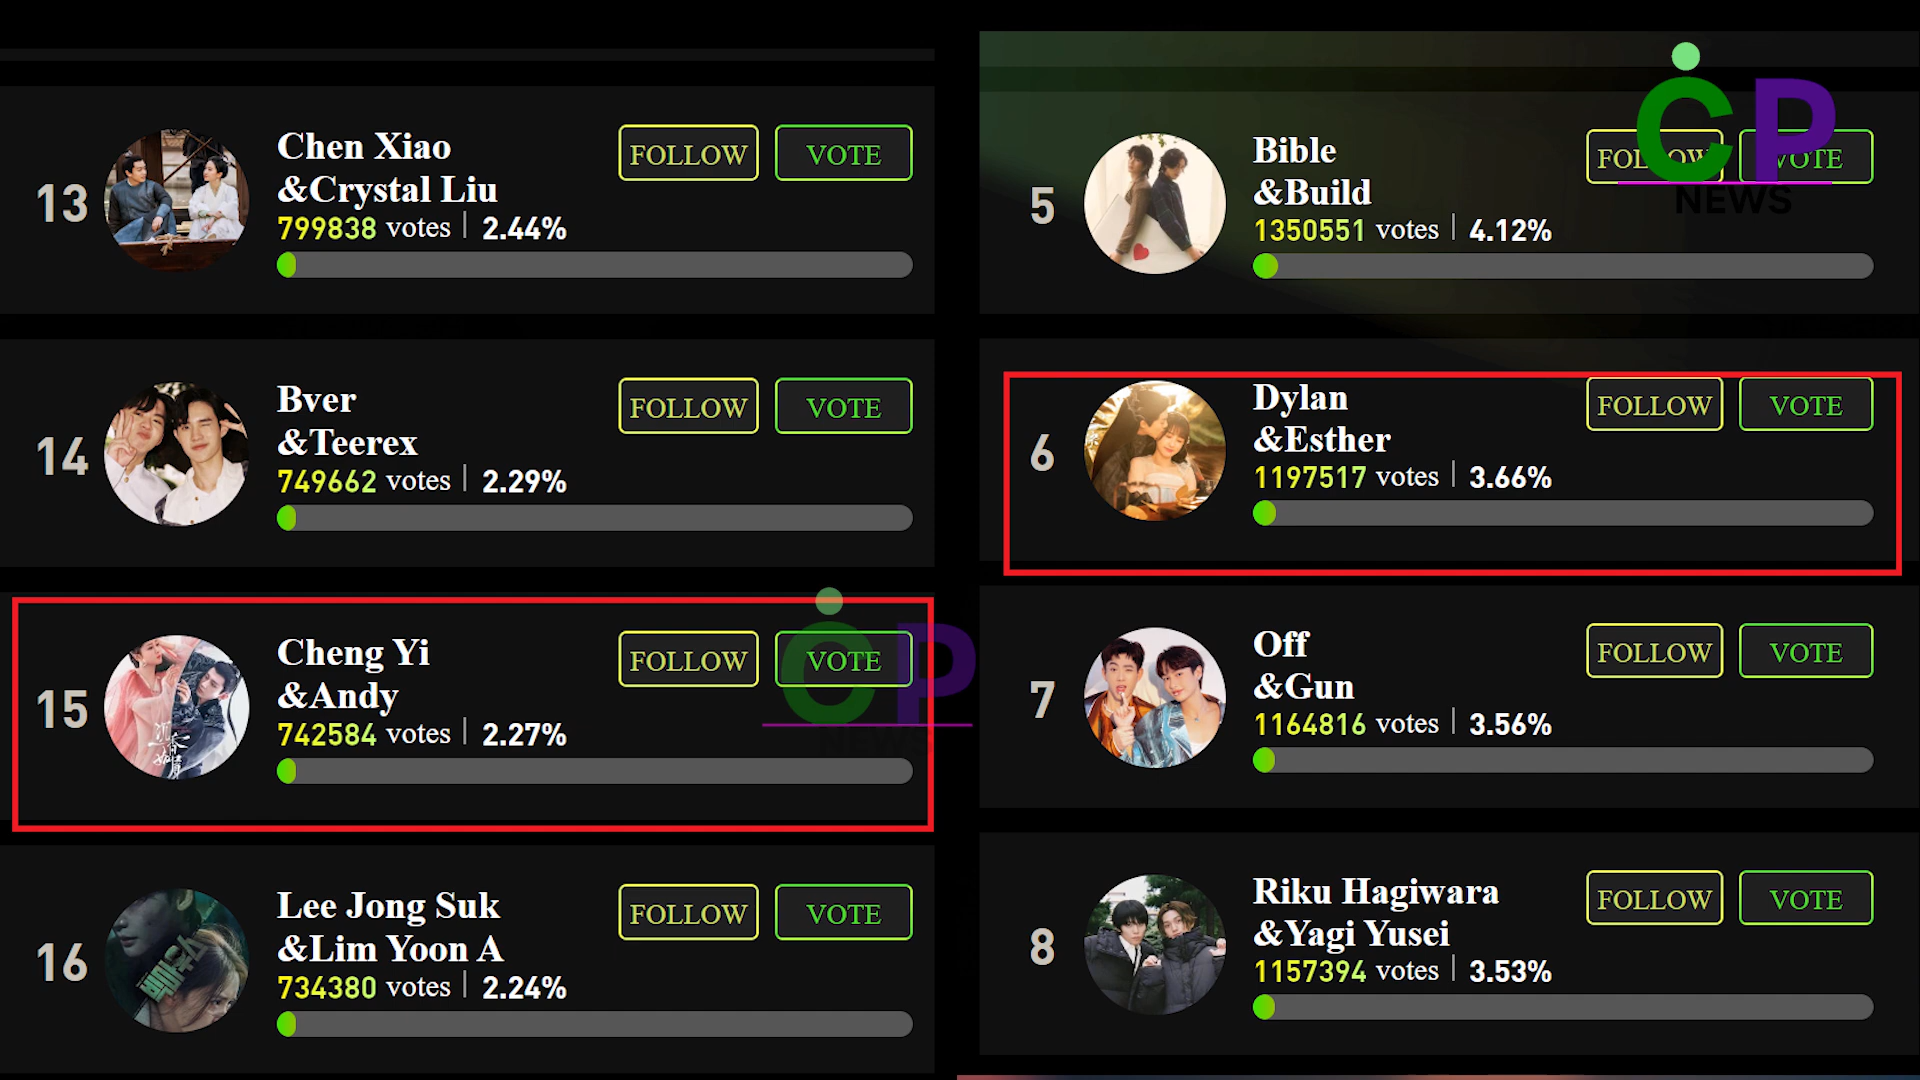 13
Chen Xiao
&Crystal Liu
799838 votes | 2.44%
FOLLOW
VOTE
14
Bver
&Teerex
749662 votes | 2.29%
FOLLOW
VOTE
15
Cheng Yi
&Andy
742584 votes | 2.27%
FOLLOW
VOTE
CP
NEWS
16
Lee Jong Suk
&Lim Yoon A
734380 votes | 2.24%
FOLLOW
VOTE
5
Bible
&Build
1350551 votes | 4.12%
FOLLOW
VOTE
CP
NEWS
6
Dylan
&Esther
1197517 votes | 3.66%
FOLLOW
VOTE
7
Off
&Gun
1164816 votes | 3.56%
FOLLOW
VOTE
8
Riku Hagiwara
&Yagi Yusei
1157394 votes | 3.53%
FOLLOW
VOTE